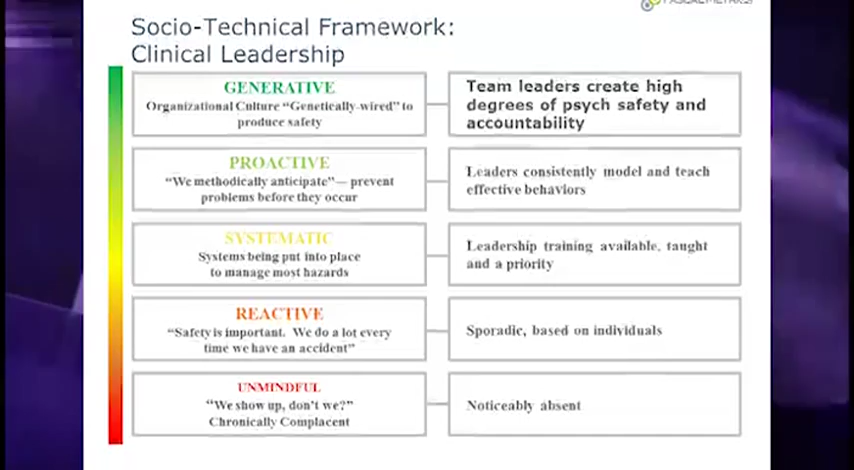 Socio-Technical Framework:
Clinical Leadership
GENERATIVE
Organizational Culture “Genetically-wired” to
produce safety
Team leaders create high
degrees of psych safety and
accountability
PROACTIVE
“We methodically anticipate”— prevent
problems before they occur
Leaders consistently model and teach
effective behaviors
SYSTEMATIC
Systems being put into place
to manage most hazards
Leadership training available, taught
and a priority
REACTIVE
“Safety is important. We do a lot every
time we have an accident”
Sporadic, based on individuals
UNMINDFUL
“We show up, don’t we?”
Chronically Complacent
Noticeably absent